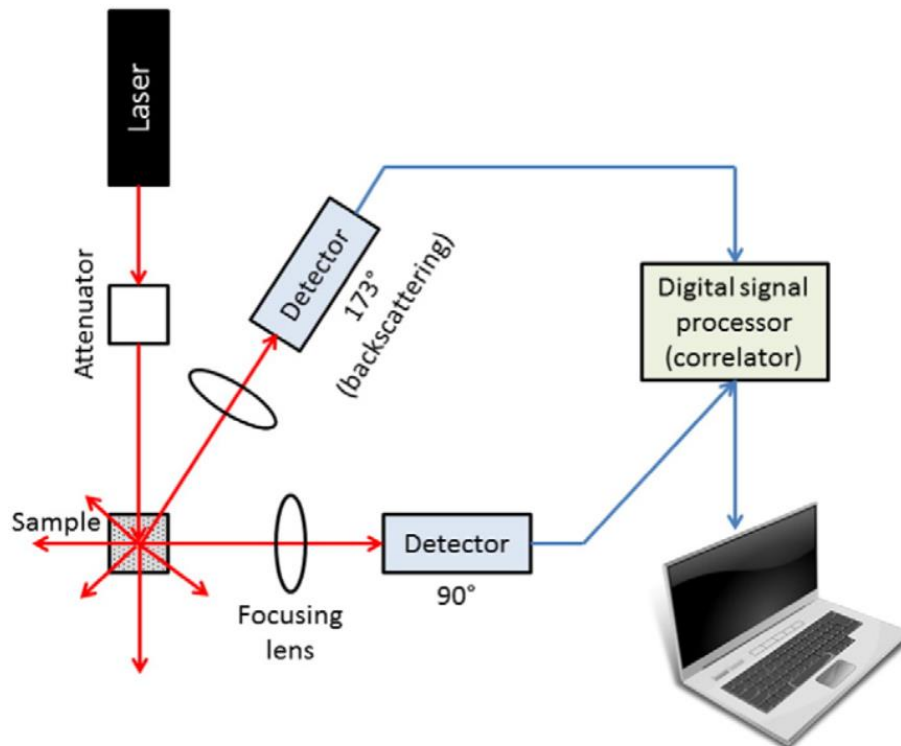 Laser
Attenuator
Detector
173°
(backscattering)
Digital signal
processor
(correlator)
Sample
Detector
90°
Focusing
lens